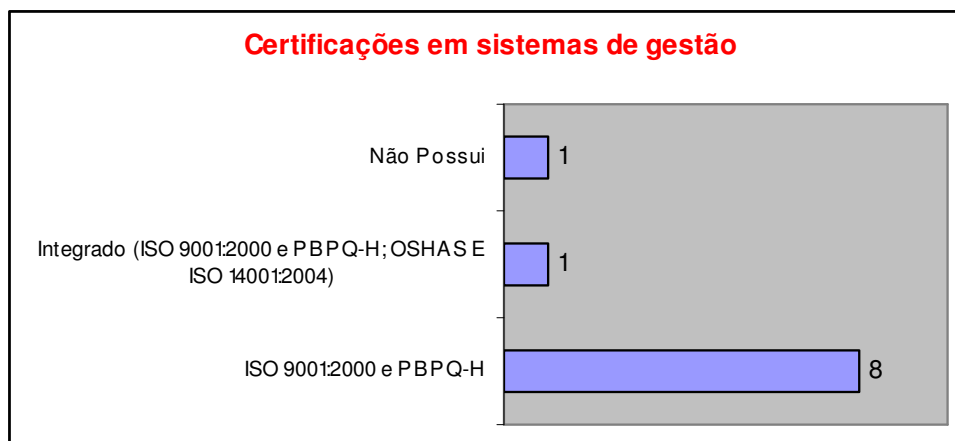 Certificações em sistemas de gestão
Não Possui
1
Integrado (ISO 9001:2000 e PBPQ-H; OSHAS E
ISO 14001:2004)
1
ISO 9001:2000 e PBPQ-H
8